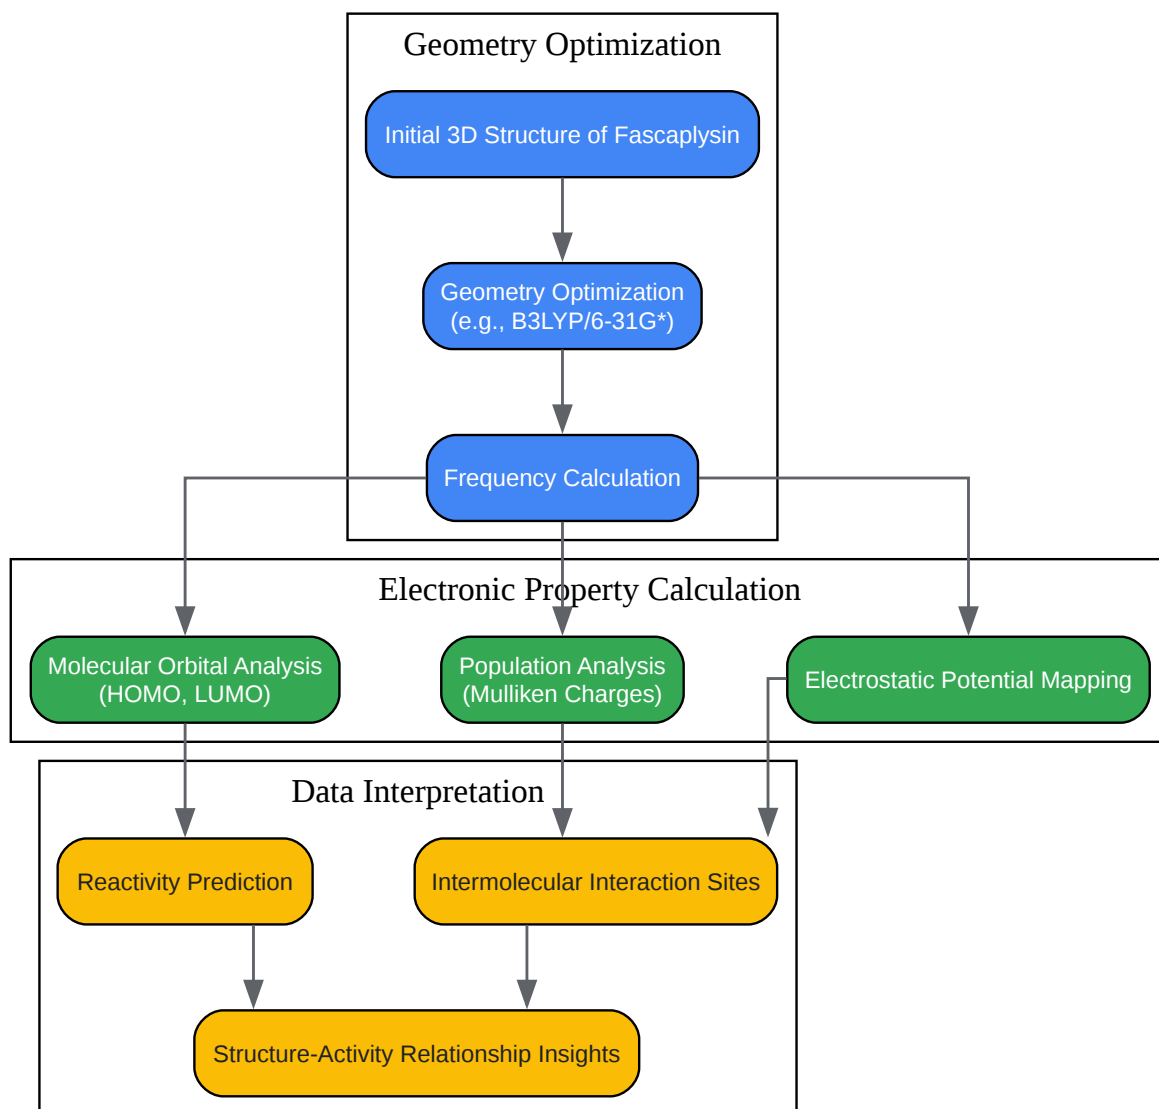 Geometry Optimization
Initial 3D Structure of Fascaplysin
Geometry Optimization
(e.g., B3LYP/6-31G*)
Frequency Calculation
Electronic Property Calculation
Molecular Orbital Analysis
(HOMO, LUMO)
Population Analysis
(Mulliken Charges)
Electrostatic Potential Mapping
Data Interpretation
Reactivity Prediction
Intermolecular Interaction Sites
Structure-Activity Relationship Insights